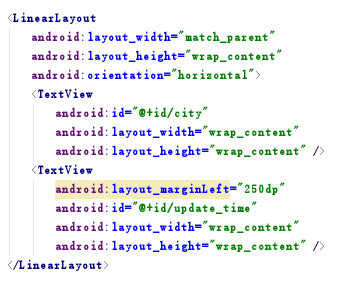 <LinearLayout
android:layout_width="match_parent"
android:layout_height="wrap_content"
android:orientation="horizontal">
<TextView
android:id="@+id/city"
android:layout_width="wrap_content"
android:layout_height="wrap_content" />
<TextView
android:layout_marginLeft="250dp"
android:id="@+id/update_time"
android:layout_width="wrap_content"
android:layout_height="wrap_content" />
</LinearLayout>